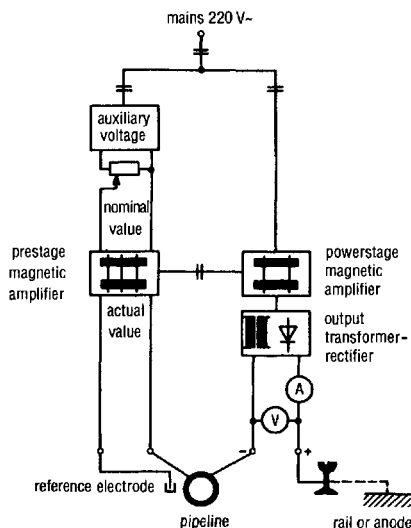 mains 220 V~
auxiliary
voltage
nominal
value
prestage
magnetic
amplifier
actual
value
powerstage
magnetic
amplifier
output
transformer-
rectifier
A
V
- +
reference electrode
pipeline
rail or anode